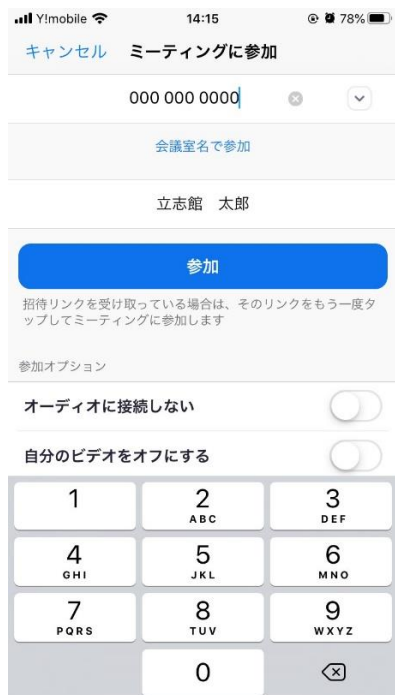 Y!mobile 14:15 78%
キャンセル ミーティングに参加
000 000 0000
会議室名で参加
立志館　太郎
参加
招待リンクを受け取っている場合は、そのリンクをもう一度タ
ップしてミーティングに参加します
参加オプション
オーディオに接続しない
自分のビデオをオフにする
1 2 3
ABC DEF
4 5 6
GHI JKL MNO
7 8 9
PQRS TUV WXYZ
0